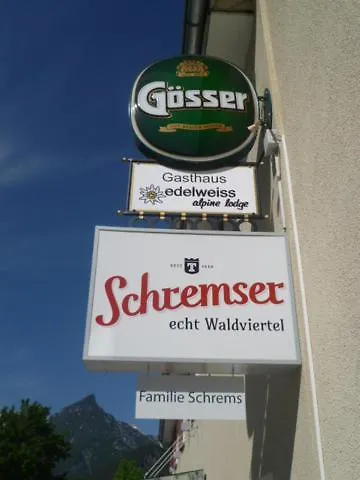 Gösser
Gasthaus
edelweiss
alpine lodge
Schremser
echt Waldviertel
Familie Schrems